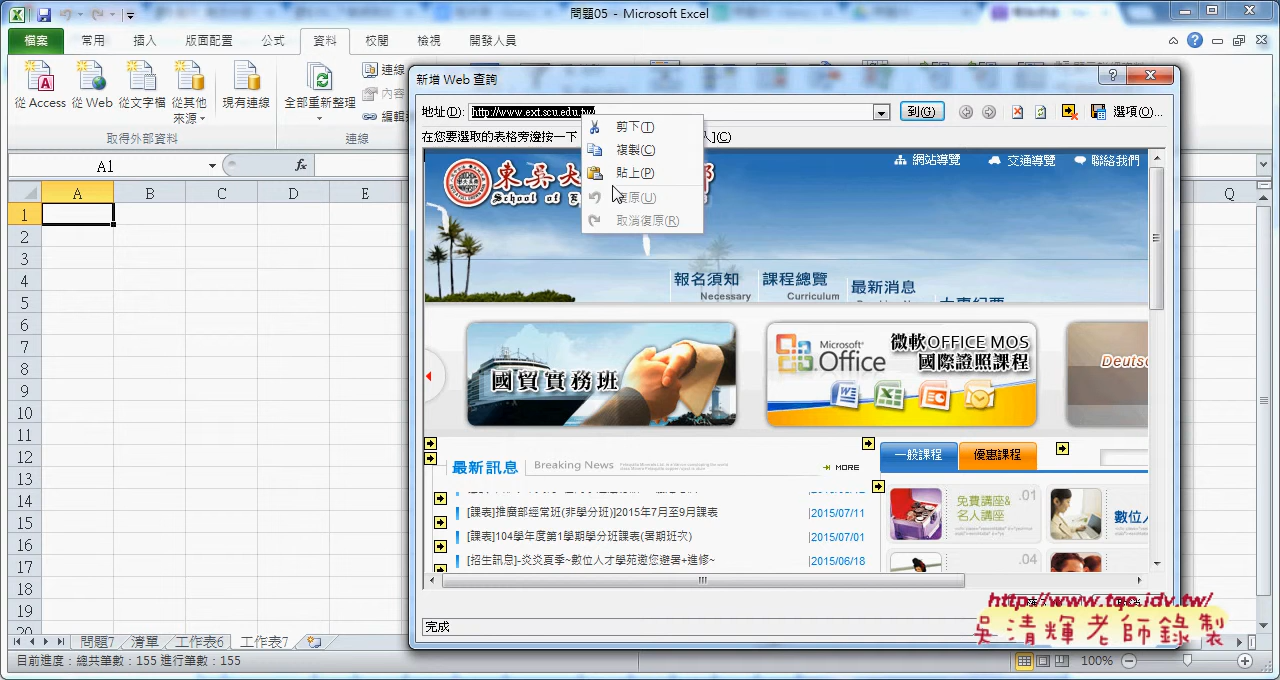 問題05 - Microsoft Excel
檔案 常用 插入 版面配置 公式 資料 校閱 檢視 開發人員
從 Access 從 Web 從文字檔 從其他來源 現有連線 全部重新整理 連線
取得外部資料 連線
A1 fx
A B C D E Q
1
2
3
4
5
6
7
8
9
10
11
12
13
14
15
16
17
18
19
20
新增 Web 查詢
地址(D): http://www.ext.scu.edu.tw/ 到(G) 選項(O)...
在您要選取的表格旁邊按一下
剪下(T)
複製(C)
貼上(P)
復原(U)
取消復原(R)
網站導覽 交通導覽 聯絡我們
報名須知 課程總覽 最新消息
Necessary Curriculum
國貿實務班
Microsoft Office
微軟OFFICE MOS
國際證照課程
最新訊息 Breaking News MORE
一般課程 優惠課程
[課表]推廣部經常班(非學分班)]2015年7月至9月課表 2015/07/11
[課表]104學年度第1學期學分班課表(暑期班次) 2015/07/01
[招生訊息]-炎炎夏季~數位人才學苑邀您避暑+進修~ 2015/06/18
免費講座&
名人講座
.01
數位人
.04
完成
http://www.tqc.idv.tw/
吳清輝老師錄製
問題7 清單 工作表6 工作表7
目前進度：總共筆數：155 進行筆數：155
100%